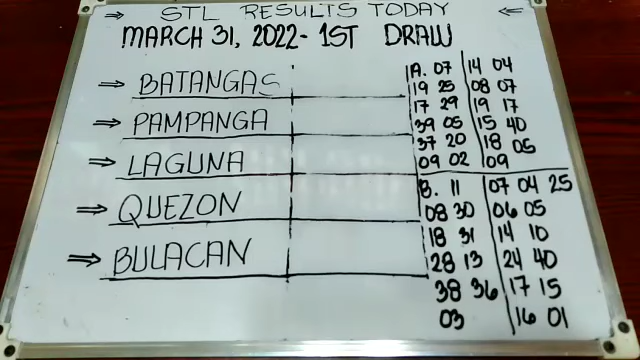 ⇒ STL RESULTS TODAY ⇐
MARCH 31, 2022 - 1ST DRAW
⇒ BATANGAS
⇒ PAMPANGA
⇒ LAGUNA
⇒ QUEZON
⇒ BULACAN
A. 07 14 04
19 25 08 07
17 29 19 17
39 05 15 40
37 20 18 05
09 02 09
B. 11 07 04 25
08 30 06 05
18 31 14 10
28 13 24 40
38 36 17 15
03 16 01